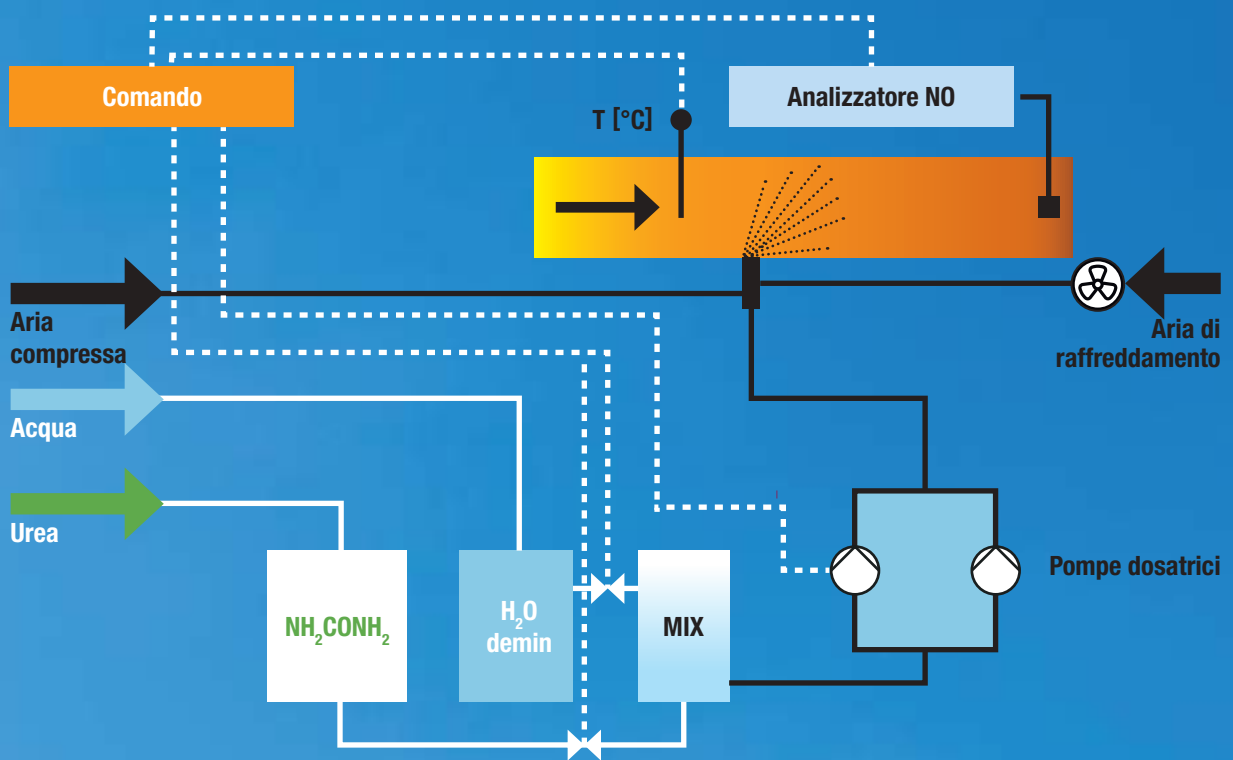 Comando
Analizzatore NO
T [°C]
Aria
compressa
Aria di
raffreddamento
Acqua
Urea
NH₂CONH₂
H₂O
demin
MIX
Pompe dosatrici